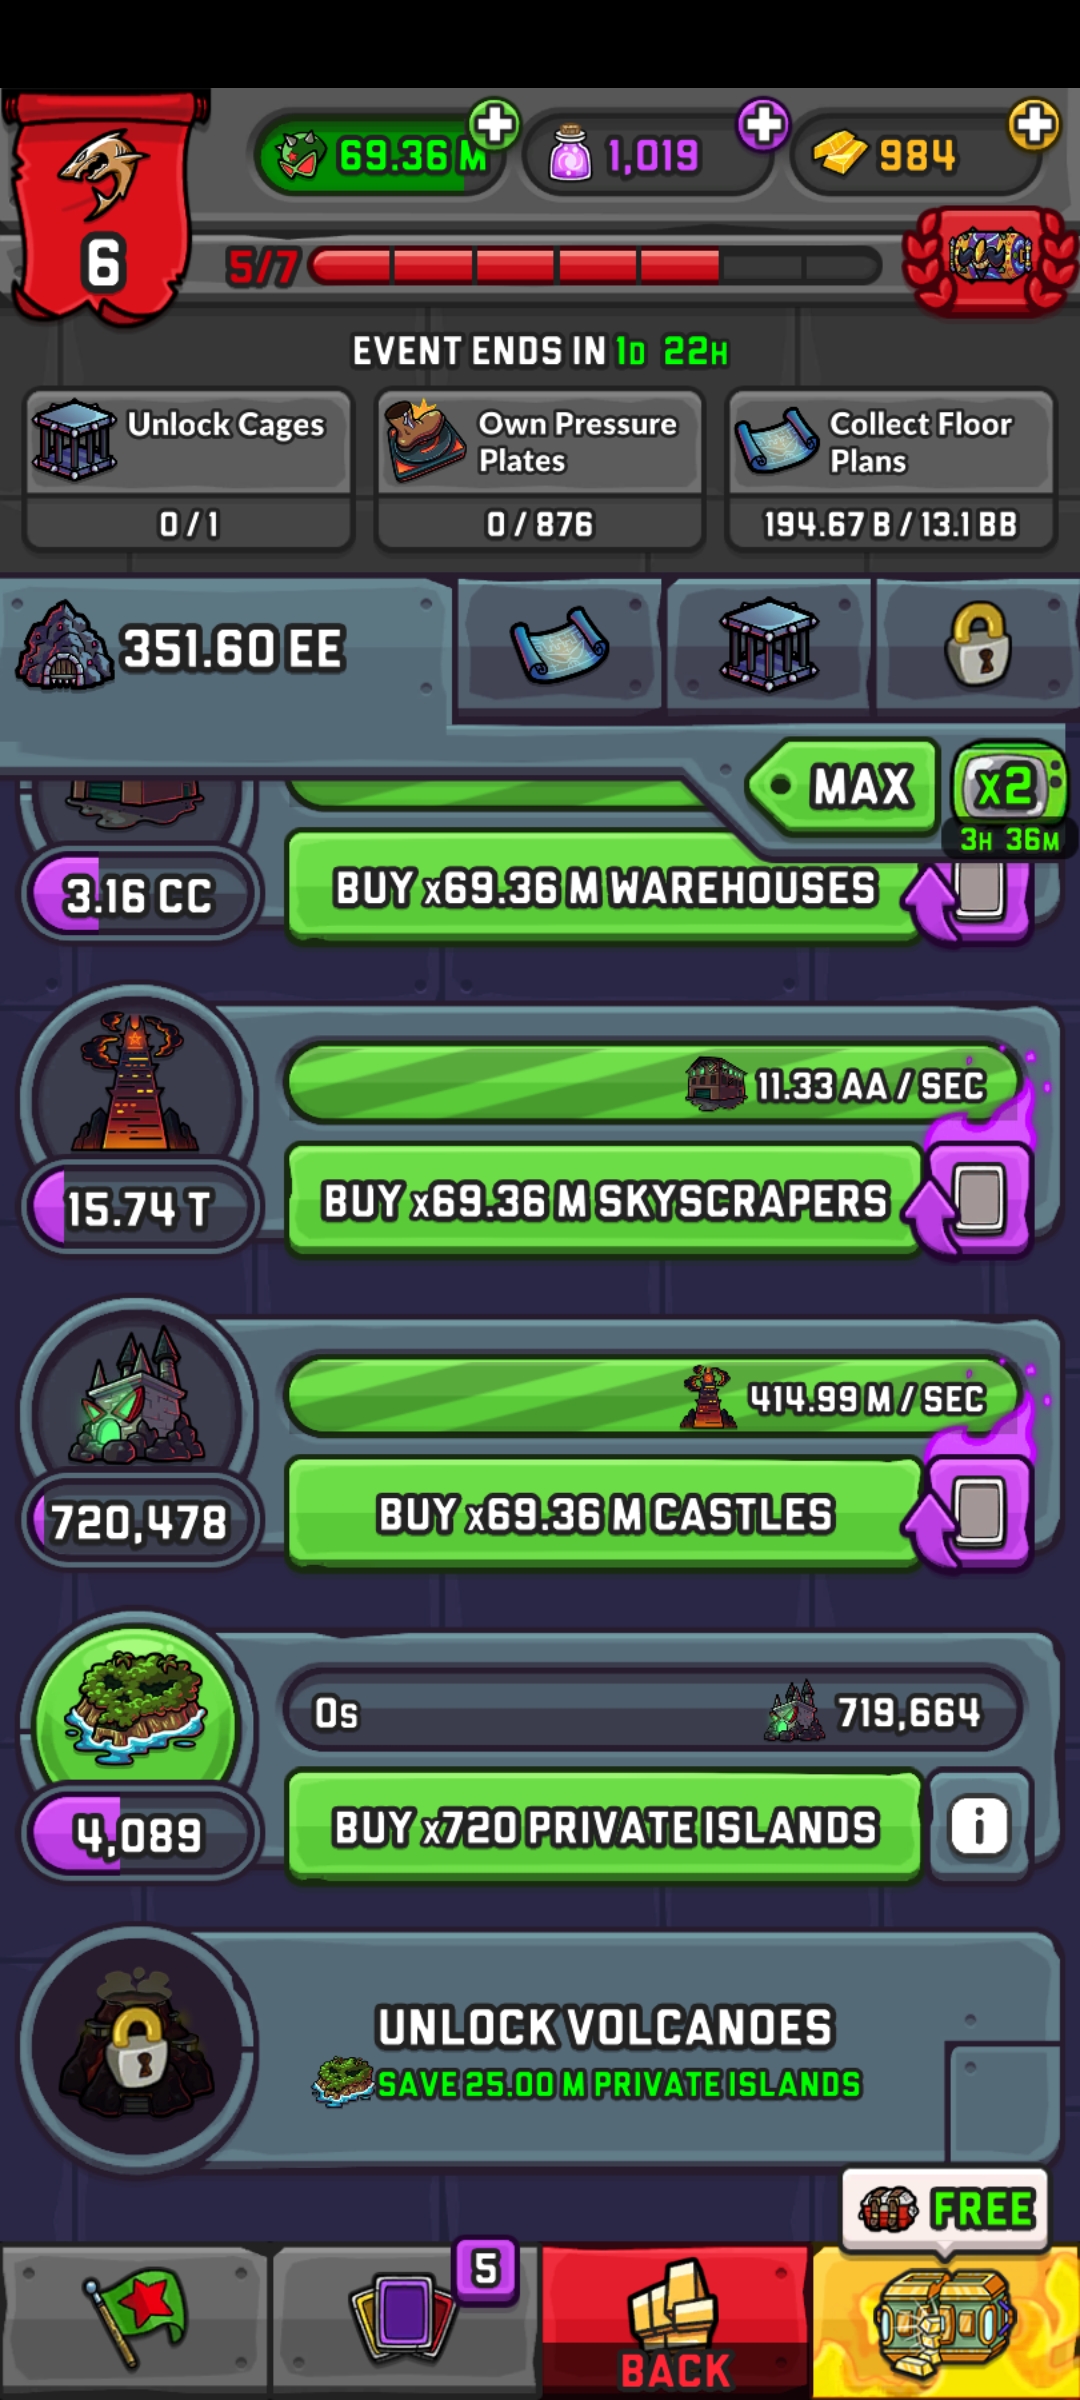 69.36 M
1,019
984
6
5/7
EVENT ENDS IN 1D 22H
Unlock Cages
0 / 1
Own Pressure
Plates
0 / 876
Collect Floor
Plans
194.67 B / 13.1 BB
351.60 EE
MAX
x2
3H 36M
3.16 CC
BUY x69.36 M WAREHOUSES
11.33 AA / SEC
15.74 T
BUY x69.36 M SKYSCRAPERS
414.99 M / SEC
720,478
BUY x69.36 M CASTLES
0s
719,664
4,089
BUY x720 PRIVATE ISLANDS
i
UNLOCK VOLCANOES
SAVE 25.00 M PRIVATE ISLANDS
FREE
5
BACK